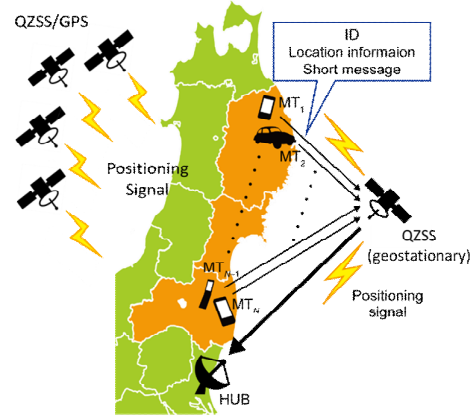 QZSS/GPS
ID
Location informaion
Short message
MT1
MT2
Positioning
Signal
QZSS
(geostationary)
MTN-1
MTN
Positioning
signal
HUB